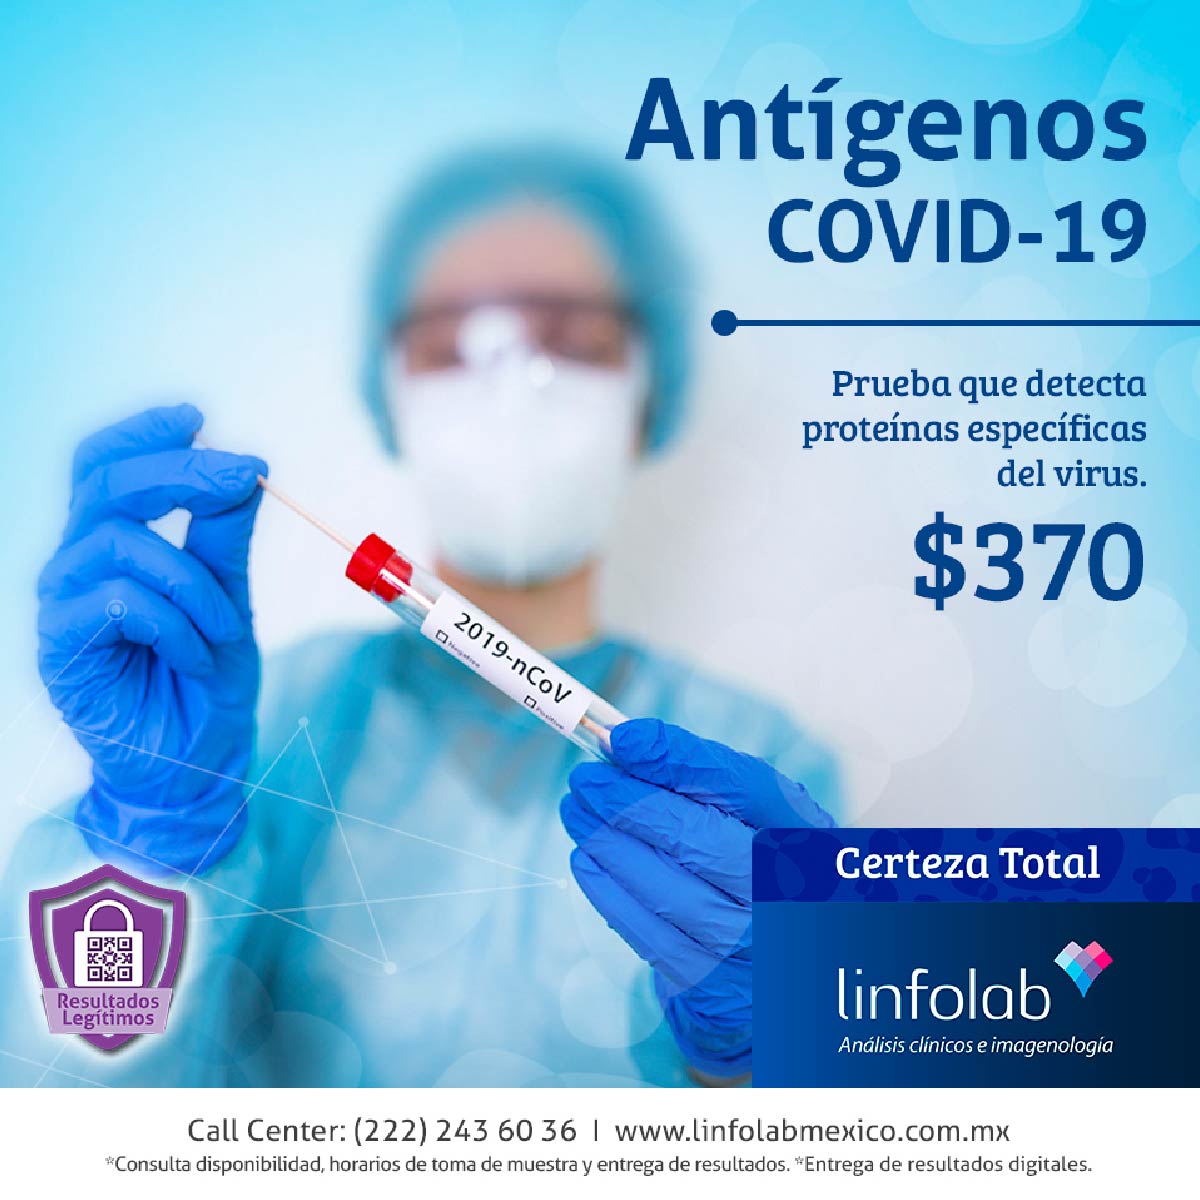 Antígenos
COVID-19
Prueba que detecta
proteínas específicas
del virus.
$370
2019-nCoV
Negative
Positive
Certeza Total
linfolab
Análisis clínicos e imagenología
Resultados
Legítimos
Call Center: (222) 243 60 36 | www.linfolabmexico.com.mx
*Consulta disponibilidad, horarios de toma de muestra y entrega de resultados. *Entrega de resultados digitales.